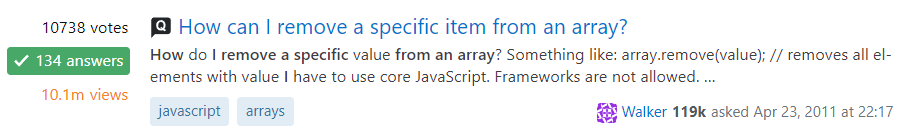 10738 votes
Q How can I remove a specific item from an array?
✓ 134 answers
How do I remove a specific value from an array? Something like: array.remove(value); // removes all el-
ements with value I have to use core JavaScript. Frameworks are not allowed. …
10.1m views
javascript arrays
Walker 119k asked Apr 23, 2011 at 22:17